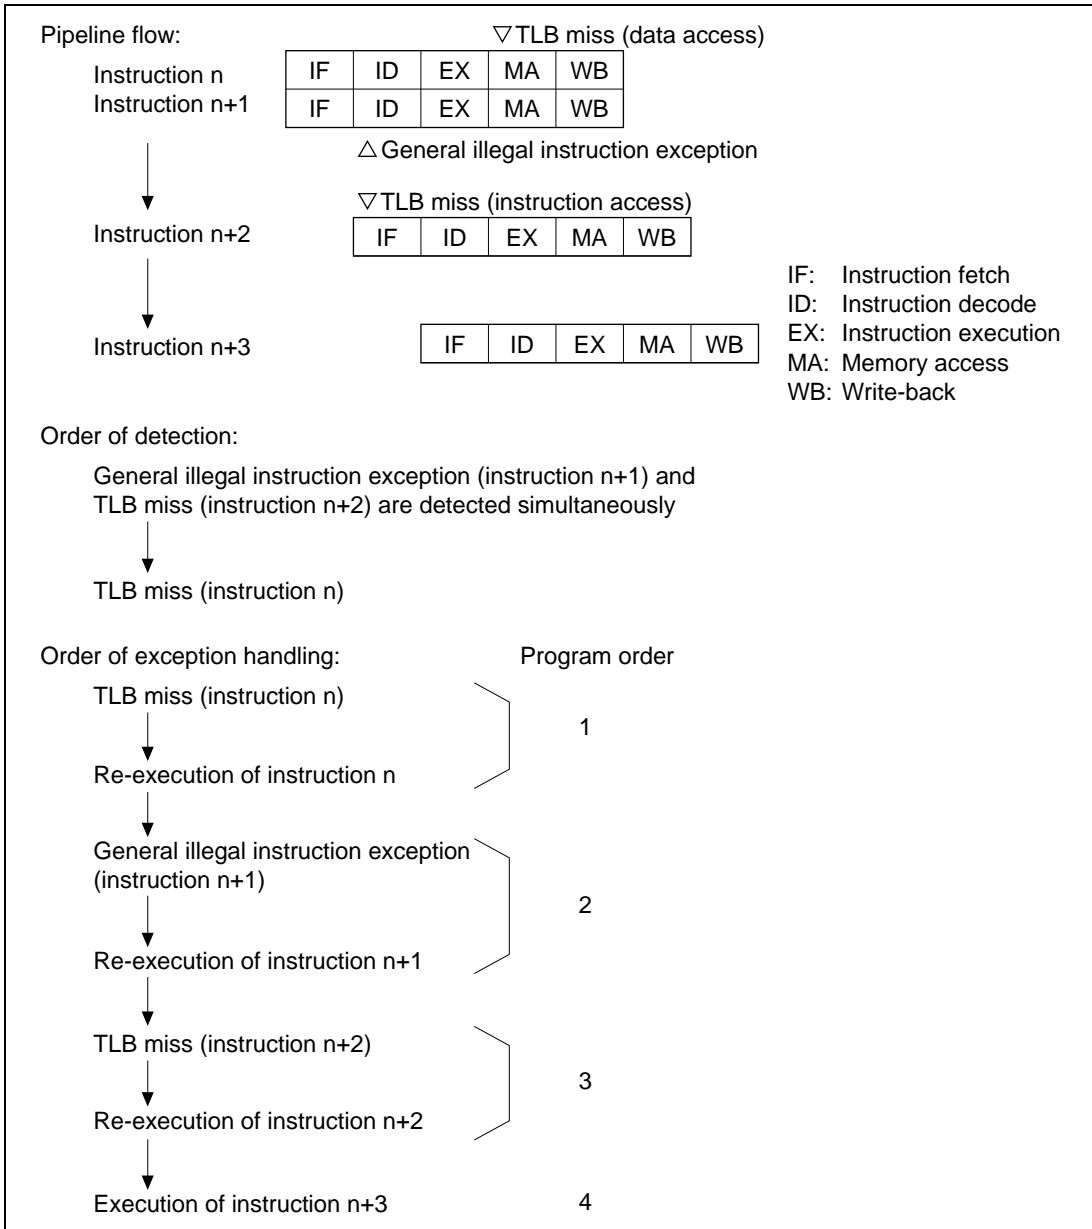 Pipeline flow:
▽TLB miss (data access)
Instruction n
IF ID EX MA WB
Instruction n+1
IF ID EX MA WB
△General illegal instruction exception
▽TLB miss (instruction access)
Instruction n+2
IF ID EX MA WB
Instruction n+3
IF ID EX MA WB
IF: Instruction fetch
ID: Instruction decode
EX: Instruction execution
MA: Memory access
WB: Write-back
Order of detection:
General illegal instruction exception (instruction n+1) and
TLB miss (instruction n+2) are detected simultaneously
TLB miss (instruction n)
Order of exception handling:
Program order
TLB miss (instruction n)
1
Re-execution of instruction n
General illegal instruction exception
(instruction n+1)
2
Re-execution of instruction n+1
TLB miss (instruction n+2)
3
Re-execution of instruction n+2
Execution of instruction n+3
4